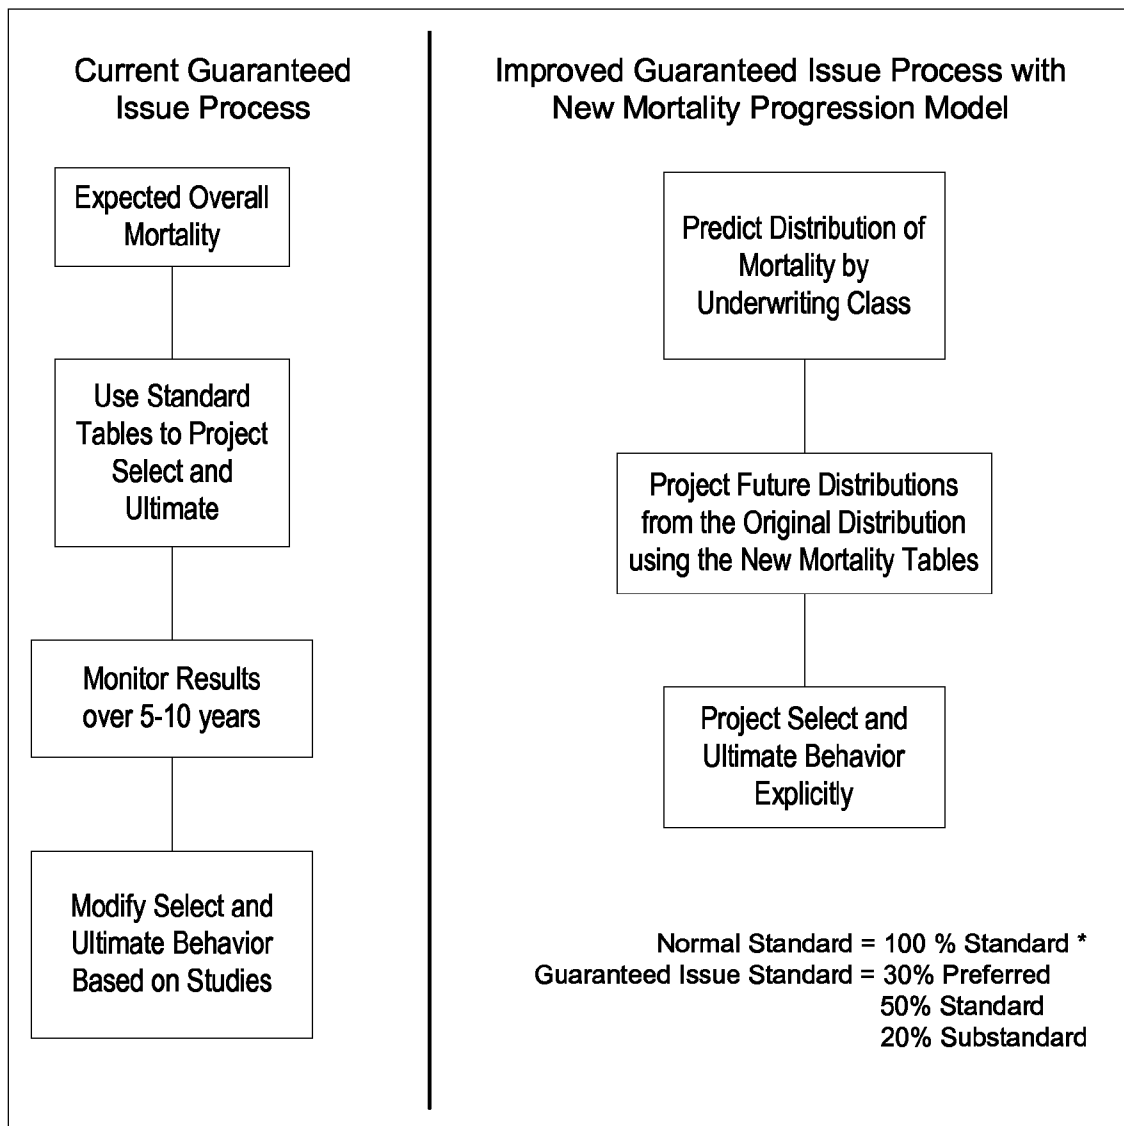 Current Guaranteed
Issue Process
Expected Overall
Mortality
Use Standard
Tables to Project
Select and
Ultimate
Monitor Results
over 5-10 years
Modify Select and
Ultimate Behavior
Based on Studies
Improved Guaranteed Issue Process with
New Mortality Progression Model
Predict Distribution of
Mortality by
Underwriting Class
Project Future Distributions
from the Original Distribution
using the New Mortality Tables
Project Select and
Ultimate Behavior
Explicitly
Normal Standard = 100 % Standard *
Guaranteed Issue Standard = 30% Preferred
50% Standard
20% Substandard